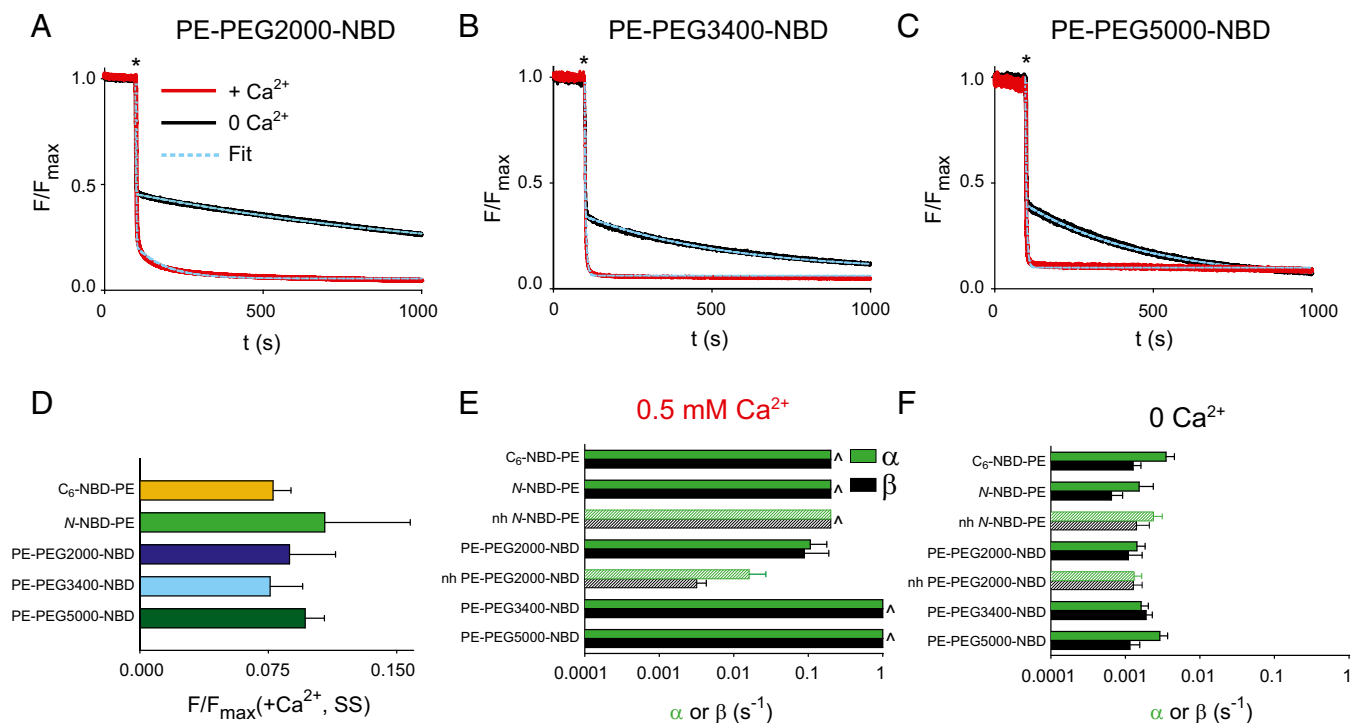 A PE-PEG2000-NBD
*
+ Ca²⁺
0 Ca²⁺
Fit
F/Fmax
1.0
0.5
0.0
500
1000
t (s)
B PE-PEG3400-NBD
*
F/Fmax
1.0
0.5
0.0
500
1000
t (s)
C PE-PEG5000-NBD
*
F/Fmax
1.0
0.5
0.0
500
1000
t (s)
D
C₆-NBD-PE
N-NBD-PE
PE-PEG2000-NBD
PE-PEG3400-NBD
PE-PEG5000-NBD
0.000 0.075 0.150
F/Fmax(+Ca²⁺, SS)
E 0.5 mM Ca²⁺
C₆-NBD-PE ^ α
N-NBD-PE ^ β
nh N-NBD-PE ^
PE-PEG2000-NBD
nh PE-PEG2000-NBD
PE-PEG3400-NBD ^
PE-PEG5000-NBD ^
0.0001 0.001 0.01 0.1 1
α or β (s⁻¹)
F 0 Ca²⁺
C₆-NBD-PE
N-NBD-PE
nh N-NBD-PE
PE-PEG2000-NBD
nh PE-PEG2000-NBD
PE-PEG3400-NBD
PE-PEG5000-NBD
0.0001 0.001 0.01 0.1 1
α or β (s⁻¹)